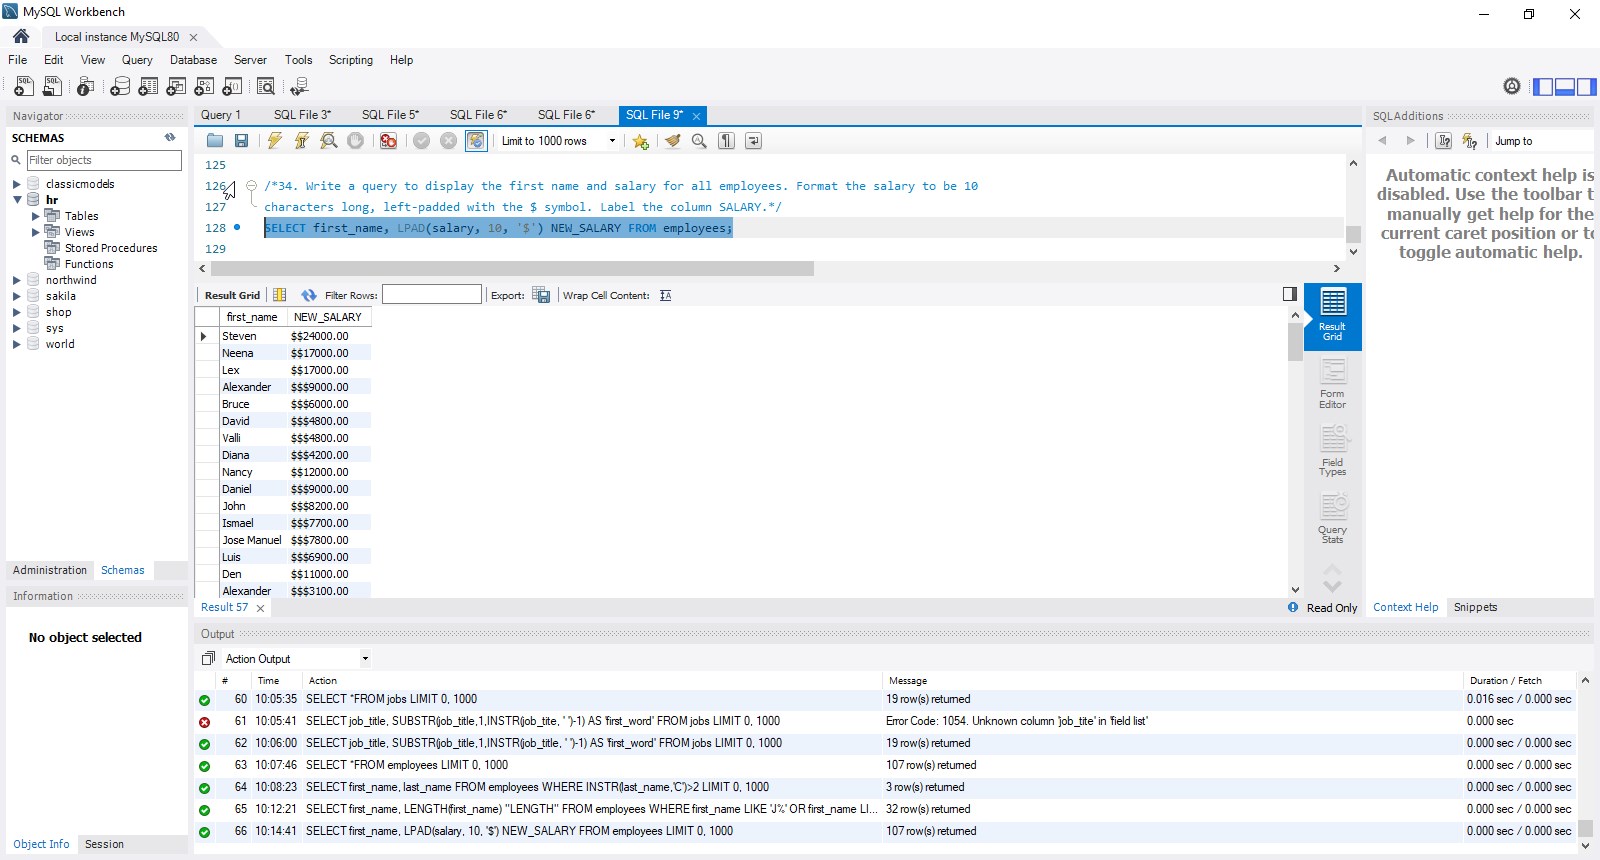 MySQL Workbench
Local instance MySQL80
File Edit View Query Database Server Tools Scripting Help
Navigator
SCHEMAS
Filter objects
classicmodels
hr
Tables
Views
Stored Procedures
Functions
northwind
sakila
shop
sys
world
Administration Schemas
Information
No object selected
Object Info Session
Query 1 SQL File 3* SQL File 5* SQL File 6* SQL File 6* SQL File 9*
Limit to 1000 rows
125
126 /*34. Write a query to display the first name and salary for all employees. Format the salary to be 10
127 characters long, left-padded with the $ symbol. Label the column SALARY.*/
128 SELECT first_name, LPAD(salary, 10, '$') NEW_SALARY FROM employees;
129
Result Grid Filter Rows: Export: Wrap Cell Content: IA
first_name NEW_SALARY
Steven $$24000.00
Neena $$17000.00
Lex $$17000.00
Alexander $$$9000.00
Bruce $$$6000.00
David $$$4800.00
Valli $$$4800.00
Diana $$$4200.00
Nancy $$12000.00
Daniel $$$9000.00
John $$$8200.00
Ismael $$$7700.00
Jose Manuel $$$7800.00
Luis $$$6900.00
Den $$11000.00
Alexander $$$3100.00
Result Grid
Form Editor
Field Types
Query Stats
Result 57
Read Only
Output
Action Output
# Time Action Message Duration / Fetch
60 10:05:35 SELECT *FROM jobs LIMIT 0, 1000 19 row(s) returned 0.016 sec / 0.000 sec
61 10:05:41 SELECT job_title, SUBSTR(job_title,1,INSTR(job_tite, ' ')-1) AS 'first_word' FROM jobs LIMIT 0, 1000 Error Code: 1054. Unknown column 'job_tite' in 'field list' 0.000 sec
62 10:06:00 SELECT job_title, SUBSTR(job_title,1,INSTR(job_title, ' ')-1) AS 'first_word' FROM jobs LIMIT 0, 1000 19 row(s) returned 0.000 sec / 0.000 sec
63 10:07:46 SELECT *FROM employees LIMIT 0, 1000 107 row(s) returned 0.000 sec / 0.000 sec
64 10:08:23 SELECT first_name, last_name FROM employees WHERE INSTR(last_name,'C')>2 LIMIT 0, 1000 3 row(s) returned 0.000 sec / 0.000 sec
65 10:12:21 SELECT first_name, LENGTH(first_name) "LENGTH" FROM employees WHERE first_name LIKE 'J%' OR first_name LI... 32 row(s) returned 0.000 sec / 0.000 sec
66 10:14:41 SELECT first_name, LPAD(salary, 10, '$') NEW_SALARY FROM employees LIMIT 0, 1000 107 row(s) returned 0.000 sec / 0.000 sec
SQLAdditions
Jump to
Automatic context help is
disabled. Use the toolbar t
manually get help for the
current caret position or to
toggle automatic help.
Context Help Snippets